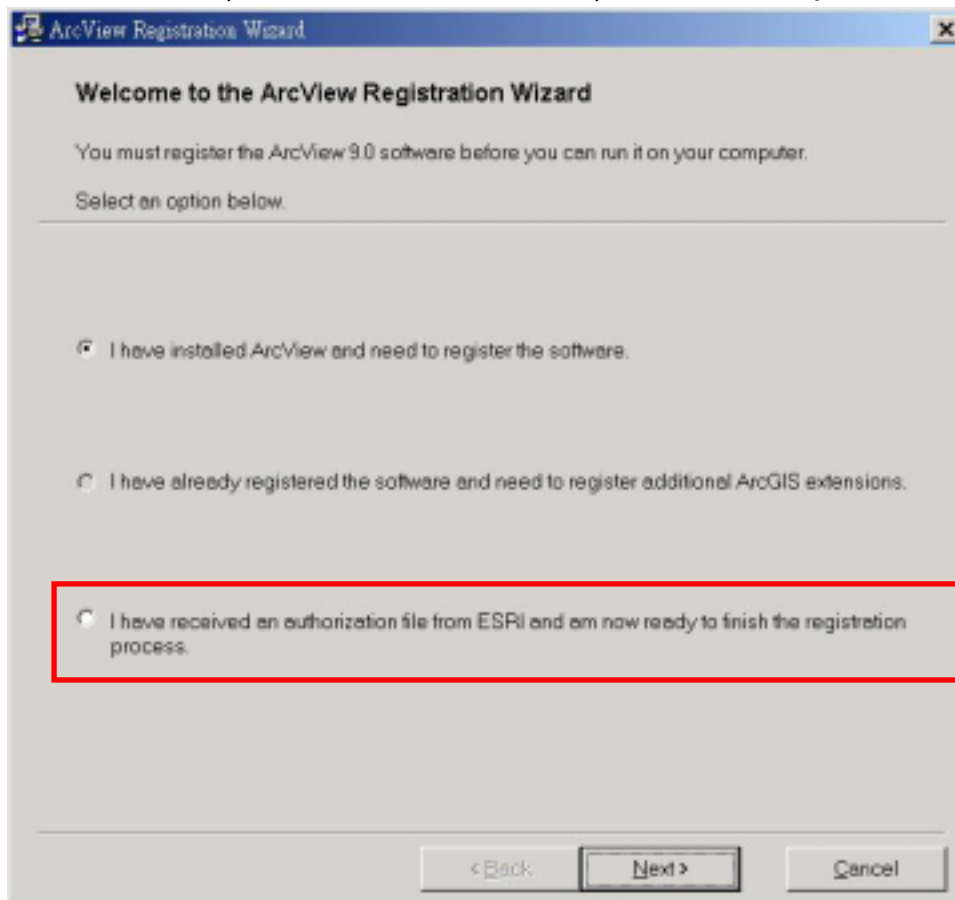 ArcView Registration Wizard
Welcome to the ArcView Registration Wizard
You must register the ArcView 9.0 software before you can run it on your computer.
Select an option below.
I have installed ArcView and need to register the software.
I have already registered the software and need to register additional ArcGIS extensions.
I have received an authorization file from ESRI and am now ready to finish the registration
process.
< Back
Next >
Cancel